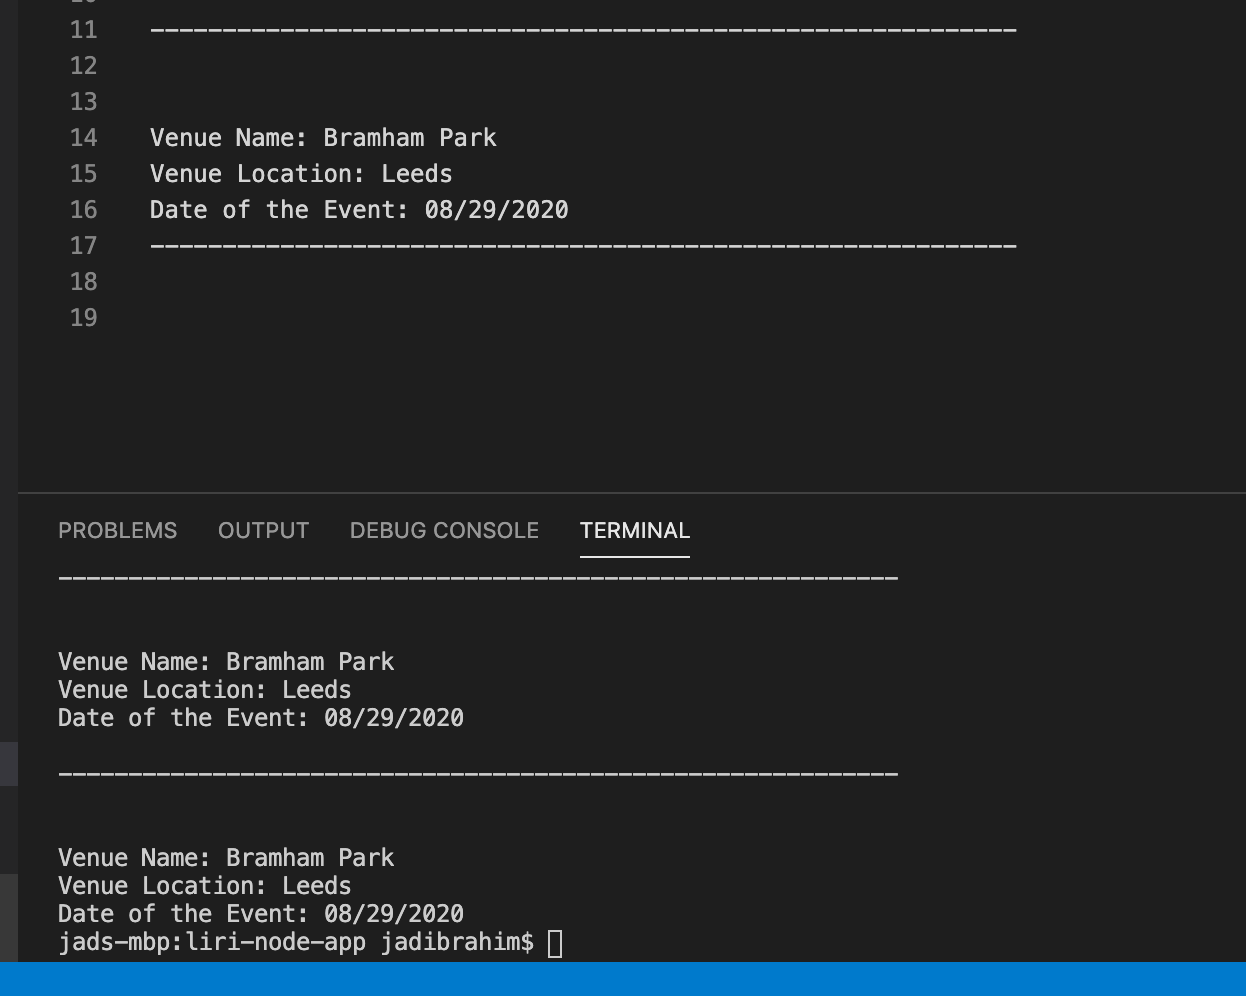 11 ------------------------------------------------------------
12
13
14 Venue Name: Bramham Park
15 Venue Location: Leeds
16 Date of the Event: 08/29/2020
17 ------------------------------------------------------------
18
19
PROBLEMS OUTPUT DEBUG CONSOLE TERMINAL
------------------------------------------------------------
Venue Name: Bramham Park
Venue Location: Leeds
Date of the Event: 08/29/2020
------------------------------------------------------------
Venue Name: Bramham Park
Venue Location: Leeds
Date of the Event: 08/29/2020
jads-mbp:liri-node-app jadibrahim$